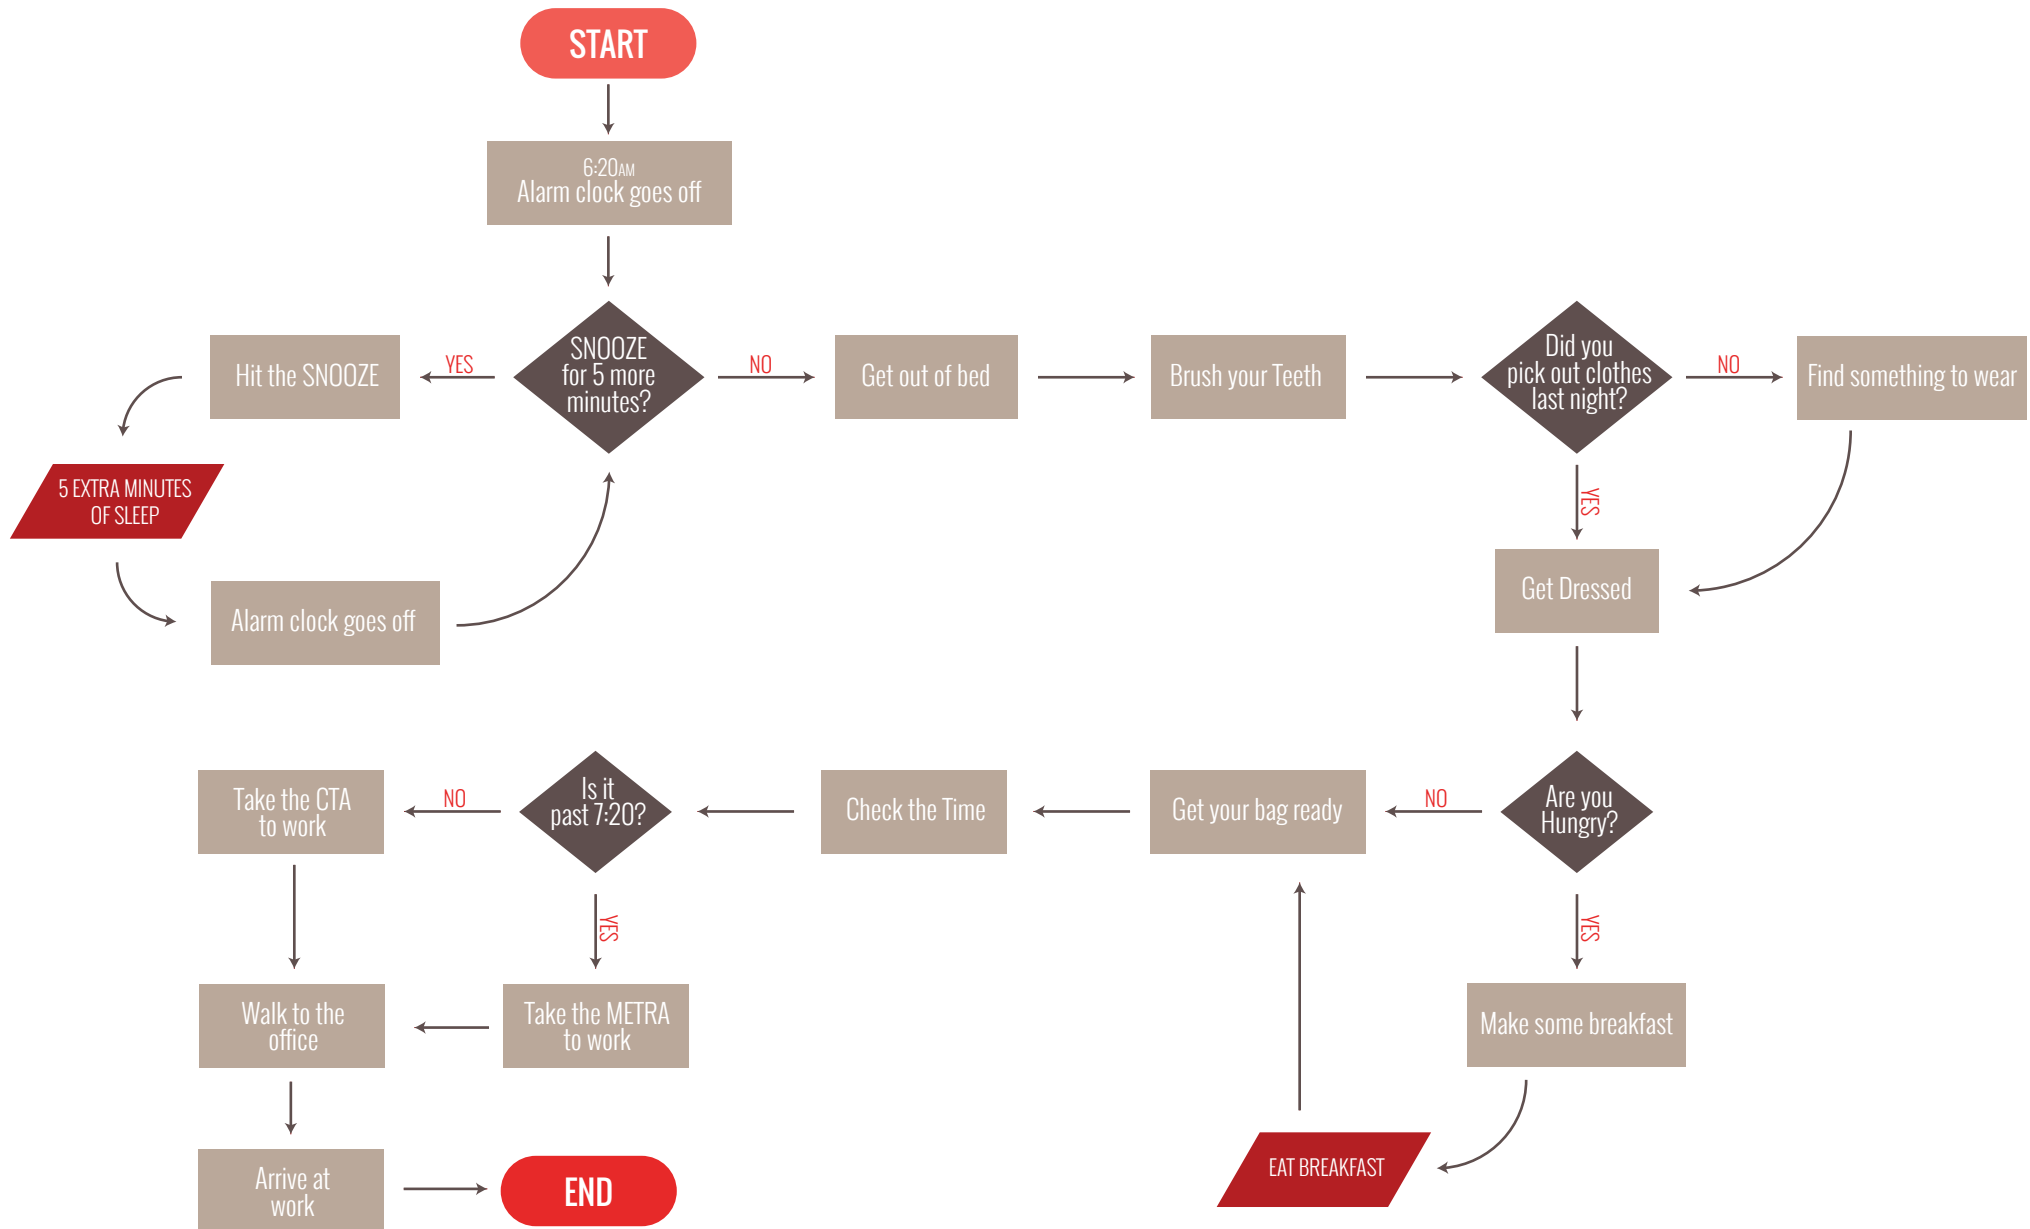 START
6:20AM
Alarm clock goes off
SNOOZE
for 5 more
minutes?
YES
Hit the SNOOZE
5 EXTRA MINUTES
OF SLEEP
Alarm clock goes off
NO
Get out of bed
Brush your Teeth
Did you
pick out clothes
last night?
NO
Find something to wear
YES
Get Dressed
Are you
Hungry?
YES
Make some breakfast
EAT BREAKFAST
NO
Get your bag ready
Check the Time
Is it
past 7:20?
NO
Take the CTA
to work
YES
Take the METRA
to work
Walk to the
office
Arrive at
work
END